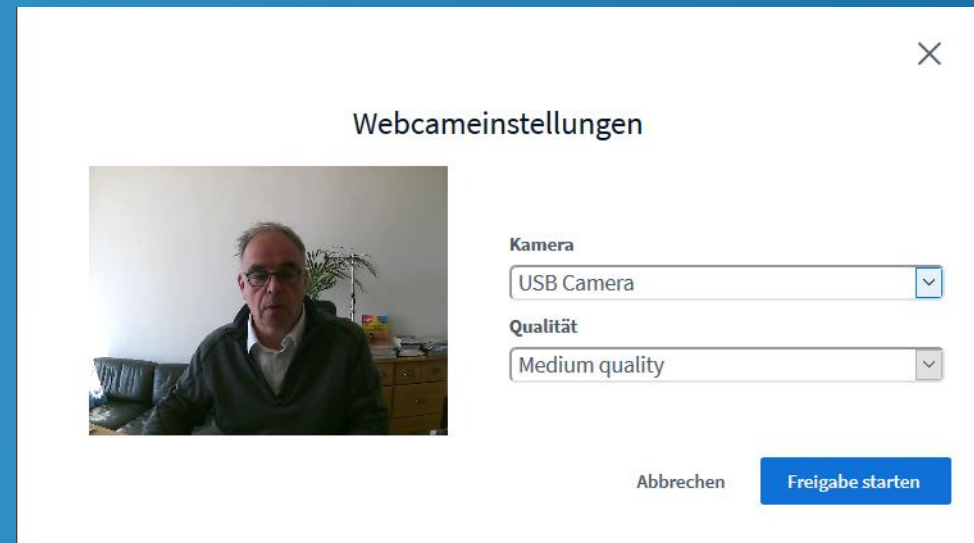 Webcameinstellungen
Kamera
USB Camera
Qualität
Medium quality
Abbrechen
Freigabe starten